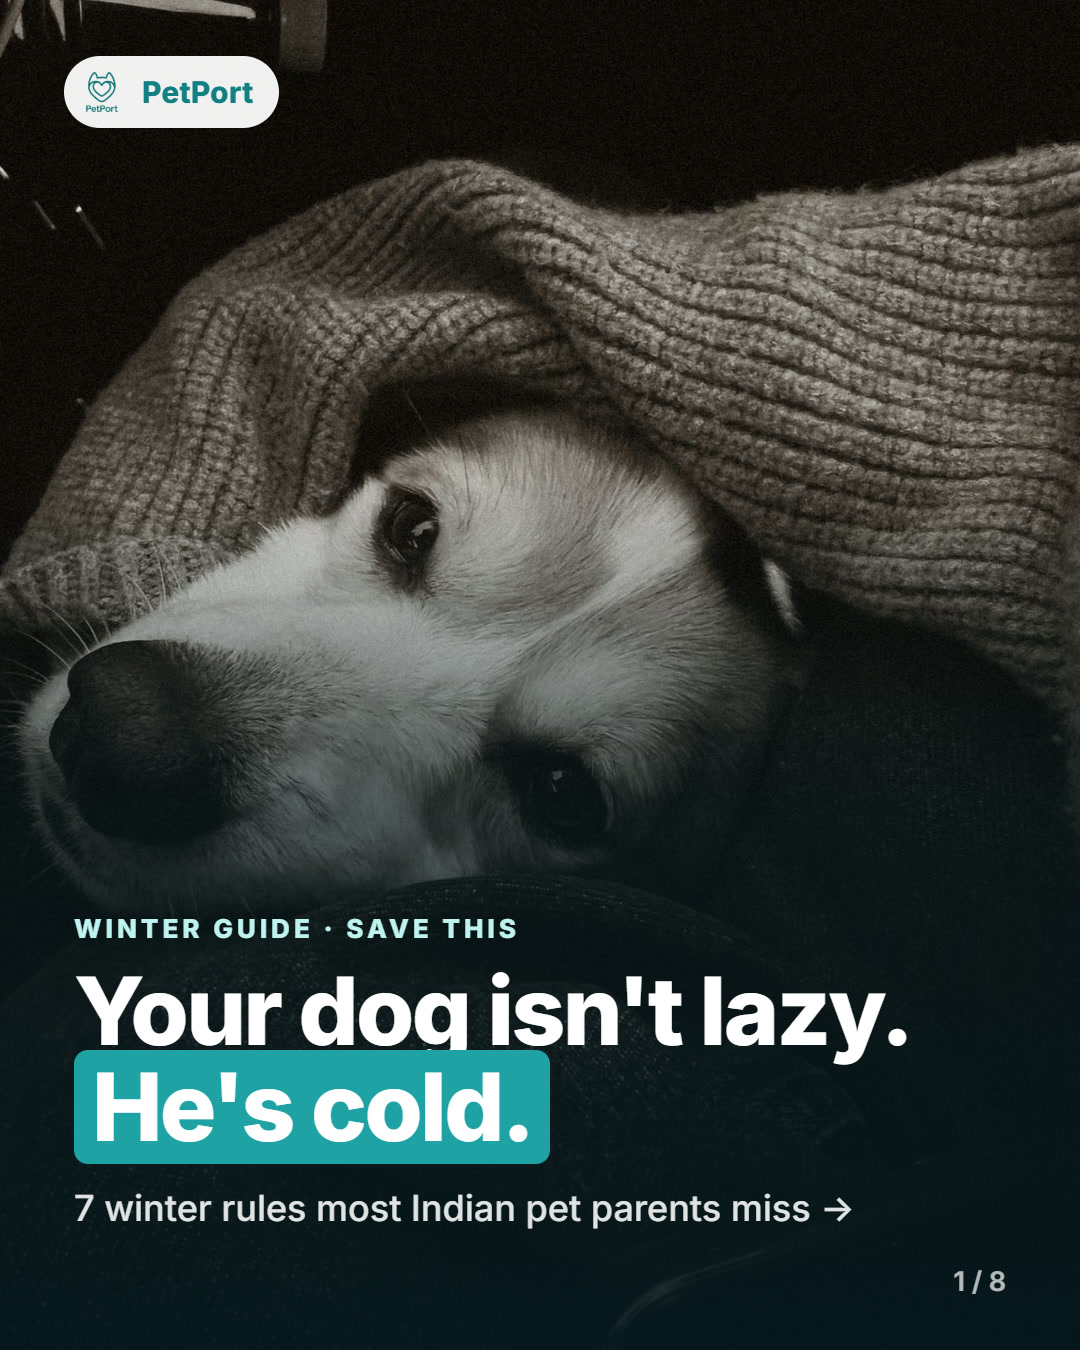 PetPort
PetPort
WINTER GUIDE · SAVE THIS
Your dog isn't lazy.
He's cold.
7 winter rules most Indian pet parents miss →
1 / 8